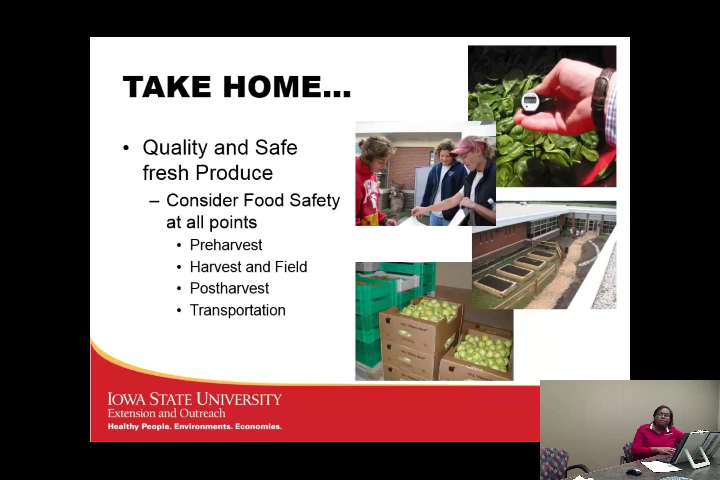 TAKE HOME...
• Quality and Safe
fresh Produce
– Consider Food Safety
at all points
• Preharvest
• Harvest and Field
• Postharvest
• Transportation
IOWA STATE UNIVERSITY
Extension and Outreach
Healthy People. Environments. Economies.